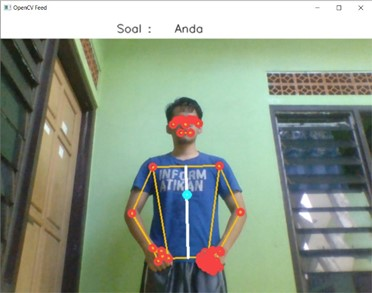 OpenCV Feed
Soal : Anda
INFORM
ATIKAN